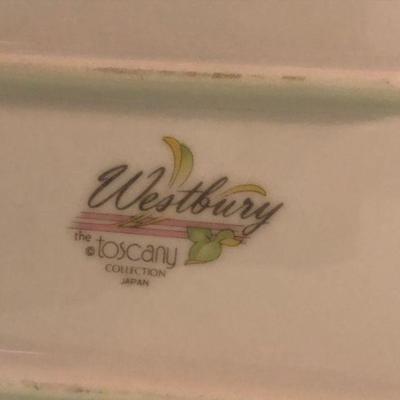 Westbury
the
© toscany
COLLECTION
JAPAN